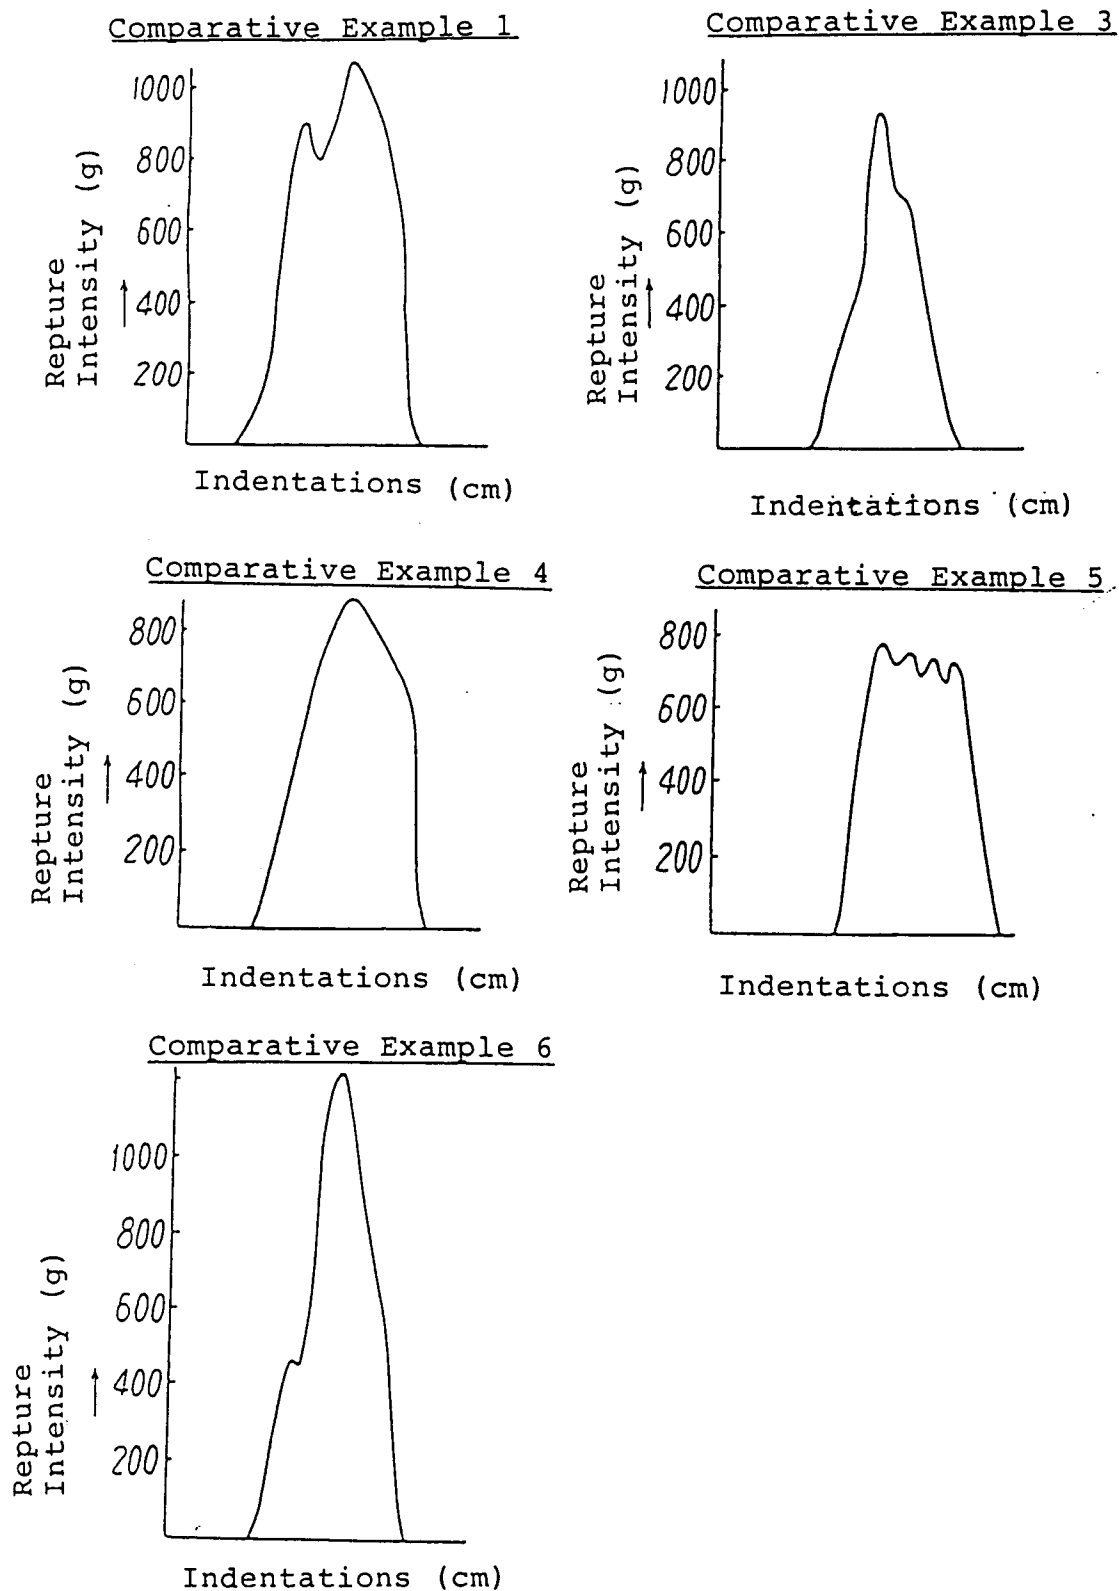 Comparative Example 1
1000
800
600
400
200
Repture
Intensity (g)
Indentations (cm)
Comparative Example 3
1000
800
600
400
200
Repture
Intensity (g)
Indentations (cm)
Comparative Example 4
800
600
400
200
Repture
Intensity (g)
Indentations (cm)
Comparative Example 5
800
600
400
200
Repture
Intensity (g)
Indentations (cm)
Comparative Example 6
1000
800
600
400
200
Repture
Intensity (g)
Indentations (cm)